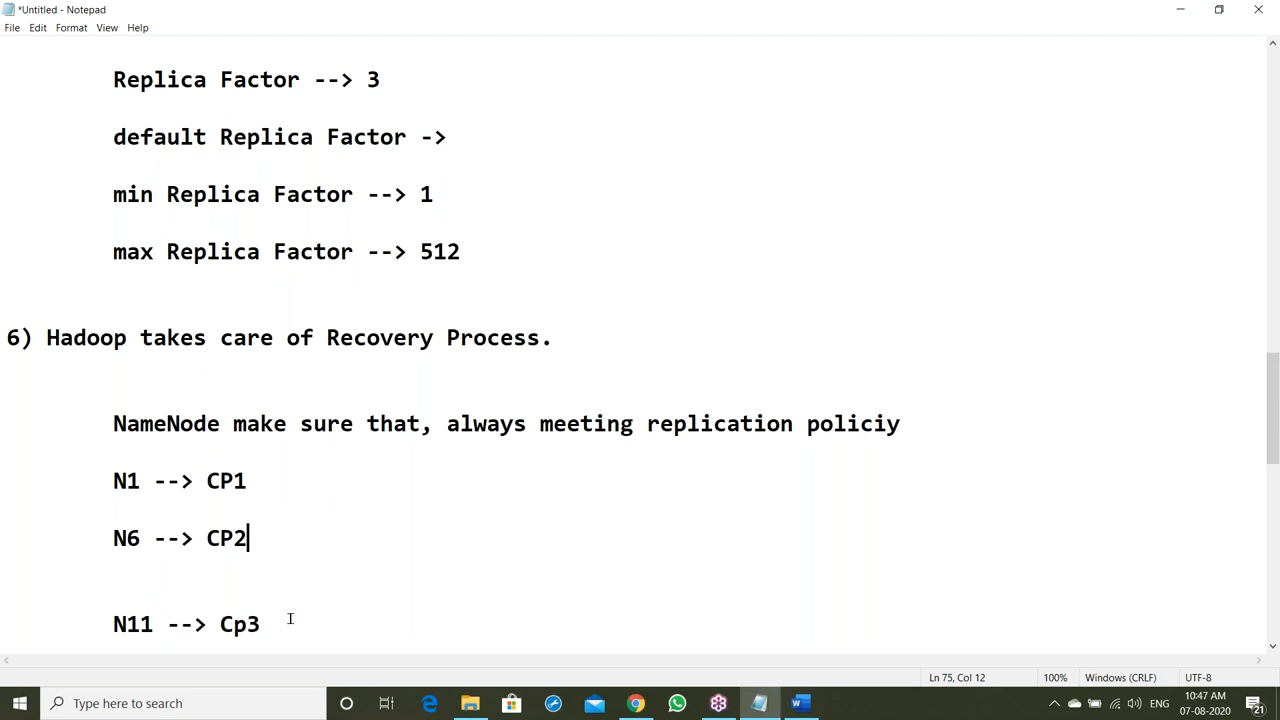 *Untitled - Notepad
File Edit Format View Help
Replica Factor --> 3
default Replica Factor ->
min Replica Factor --> 1
max Replica Factor --> 512
6) Hadoop takes care of Recovery Process.
NameNode make sure that, always meeting replication policiy
N1 --> CP1
N6 --> CP2
N11 --> Cp3
Ln 75, Col 12 100% Windows (CRLF) UTF-8
Type here to search
ENG
10:47 AM
07-08-2020
21